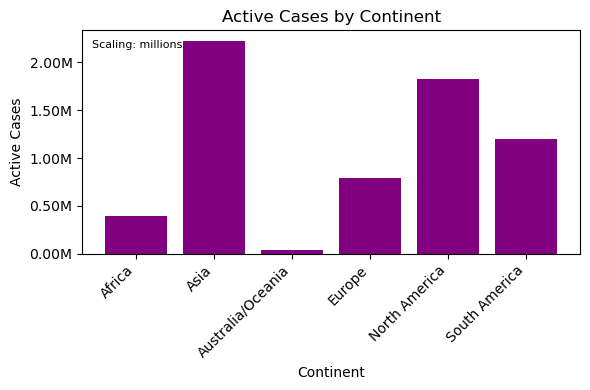 Active Cases by Continent
Scaling: millions
Active Cases
2.00M
1.50M
1.00M
0.50M
0.00M
Africa
Asia
Australia/Oceania
Europe
North America
South America
Continent